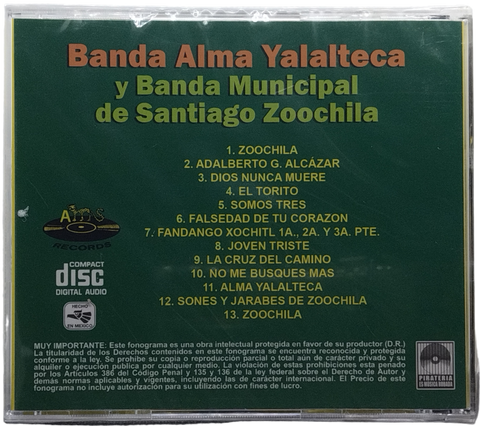 Banda Alma Yalalteca
y Banda Municipal
de Santiago Zoochila
1. ZOOCHILA
2. ADALBERTO G. ALCÁZAR
3. DIOS NUNCA MUERE
4. EL TORITO
5. SOMOS TRES
6. FALSEDAD DE TU CORAZON
7. FANDANGO XOCHITL 1A., 2A. Y 3A. PTE.
8. JOVEN TRISTE
9. LA CRUZ DEL CAMINO
10. NO ME BUSQUES MAS
11. ALMA YALALTECA
12. SONES Y JARABES DE ZOOCHILA
13. ZOOCHILA
RECORDS
COMPACT
disc
DIGITAL AUDIO
HECHO
EN MEXICO
MUY IMPORTANTE: Este fonograma es una obra intelectual protegida en favor de su productor (D.R.)
La titularidad de los Derechos contenidos en este fonograma se encuentra reconocida y protegida
conforme a la ley. Se prohibe su copia o reproducción parcial o total aún de carácter privado y su
alquiler o ejecucion publica por cualquier medio. La violación de estas prohibiciones esta penado
por los Artículos 386 del Código Penal y 135 y 136 de la ley federal sobre el Derecho de Autor y
demás normas aplicables y vigentes, incluyendo las de carácter internacional. El Precio de este
fonograma no incluye autorización para su utilización con fines de lucro.
PIRATERIA
ES MUSICA ROBADA